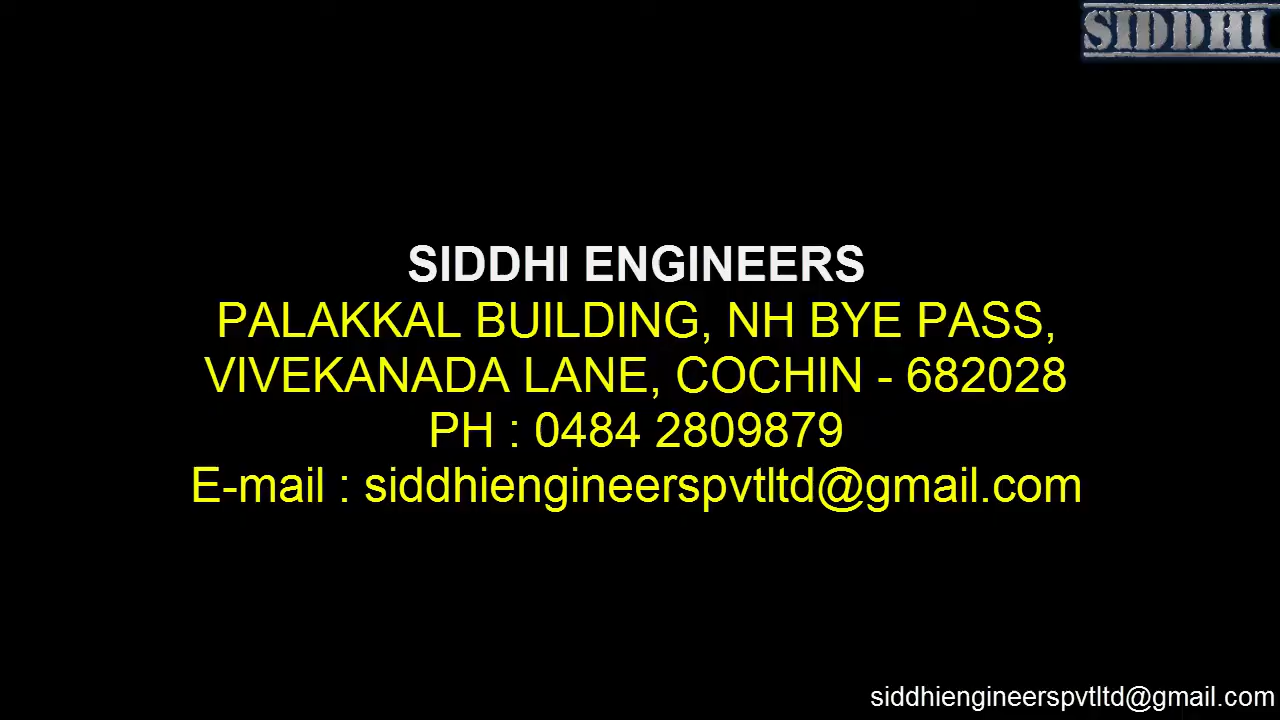 SIDDHI
SIDDHI ENGINEERS
PALAKKAL BUILDING, NH BYE PASS,
VIVEKANADA LANE, COCHIN - 682028
PH : 0484 2809879
E-mail : siddhiengineerspvtltd@gmail.com
siddhiengineerspvtltd@gmail.com